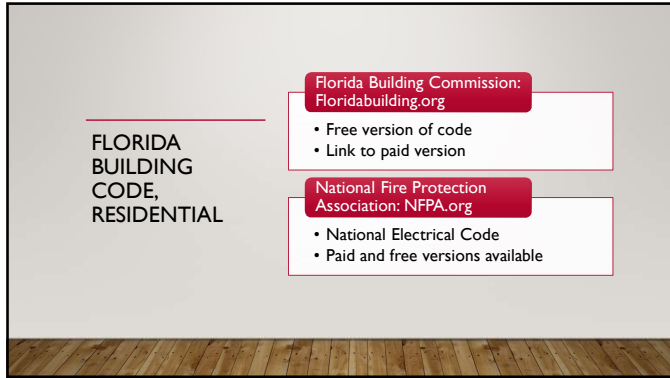 FLORIDA
BUILDING
CODE,
RESIDENTIAL
Florida Building Commission:
Floridabuilding.org
• Free version of code
• Link to paid version
National Fire Protection
Association: NFPA.org
• National Electrical Code
• Paid and free versions available